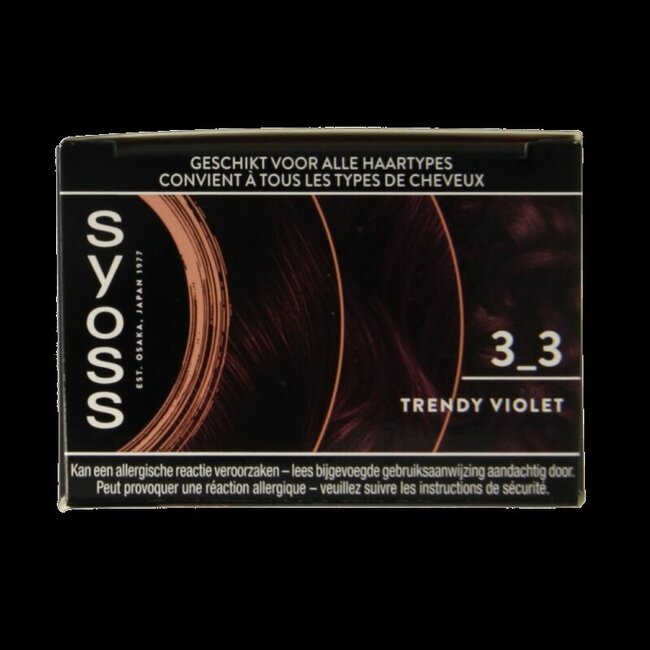 GESCHIKT VOOR ALLE HAARTYPES
CONVIENT À TOUS LES TYPES DE CHEVEUX
syoss
EST. OSAKA, JAPAN 1977
3_3
TRENDY VIOLET
Kan een allergische reactie veroorzaken – lees bijgevoegde gebruiksaanwijzing aandachtig door.
Peut provoquer une réaction allergique – veuillez suivre les instructions de sécurité.